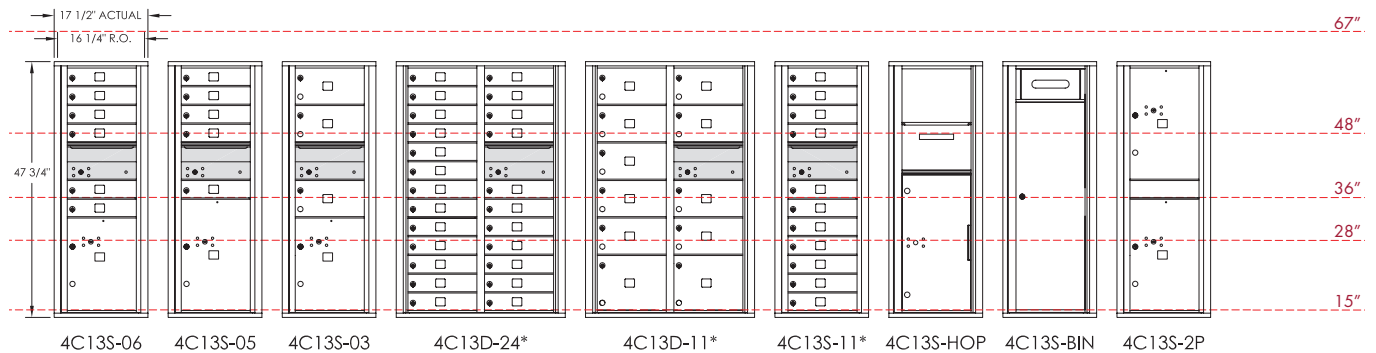 17 1/2" ACTUAL
16 1/4" R.O.
67"
48"
47 3/4"
36"
28"
15"
4C13S-06 4C13S-05 4C13S-03 4C13D-24* 4C13D-11* 4C13S-11* 4C13S-HOP 4C13S-BIN 4C13S-2P